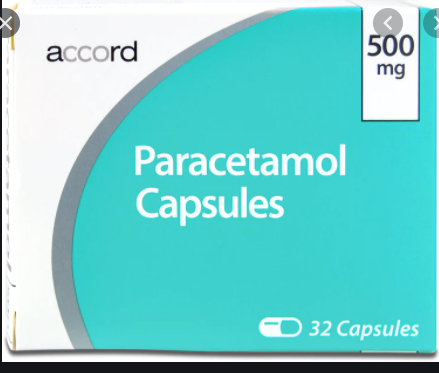 accord
500
mg
Paracetamol
Capsules
32 Capsules